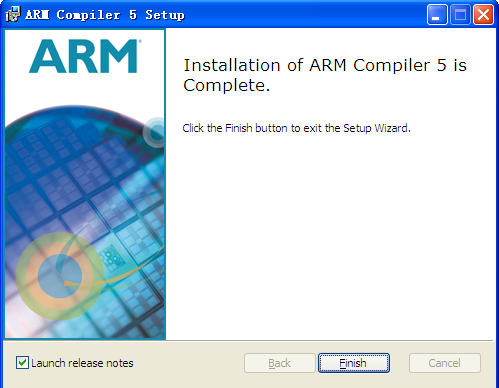 ARM Compiler 5 Setup
ARM®
Installation of ARM Compiler 5 is
Complete.
Click the Finish button to exit the Setup Wizard.
Launch release notes
Back
Finish
Cancel